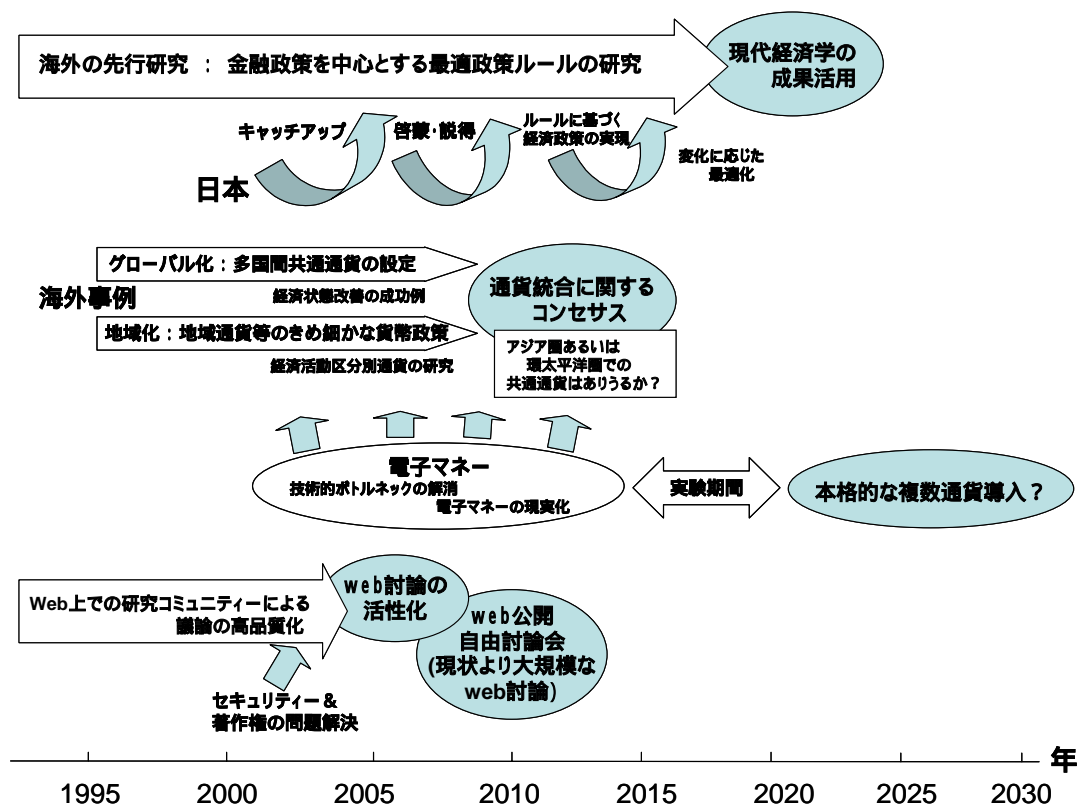 海外の先行研究 : 金融政策を中心とする最適政策ルールの研究
現代経済学の
成果活用
キャッチアップ
啓蒙・説得
ルールに基づく
経済政策の実現
変化に応じた
最適化
日本
グローバル化:多国間共通通貨の設定
経済状態改善の成功例
海外事例
地域化:地域通貨等のきめ細かな貨幣政策
経済活動区分別通貨の研究
通貨統合に関する
コンセサス
アジア圏あるいは
環太平洋圏での
共通通貨はありうるか?
電子マネー
技術的ボトルネックの解消
電子マネーの現実化
実験期間
本格的な複数通貨導入?
Web上での研究コミュニティーによる
議論の高品質化
web討論の
活性化
web公開
自由討論会
(現状より大規模な
web討論)
セキュリティー&
著作権の問題解決
年
1995 2000 2005 2010 2015 2020 2025 2030